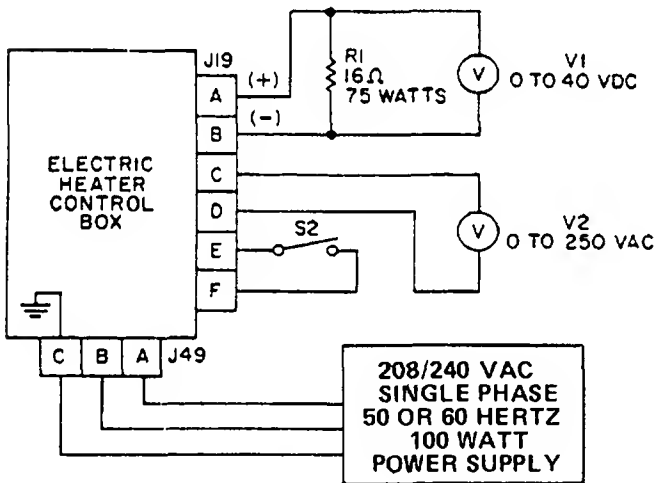 J19
A
(+)
B
(-)
C
D
E
F
R1
16Ω
75 WATTS
V
V1
0 TO 40 VDC
S2
V
V2
0 TO 250 VAC
ELECTRIC
HEATER
CONTROL
BOX
C B A J49
208/240 VAC
SINGLE PHASE
50 OR 60 HERTZ
100 WATT
POWER SUPPLY